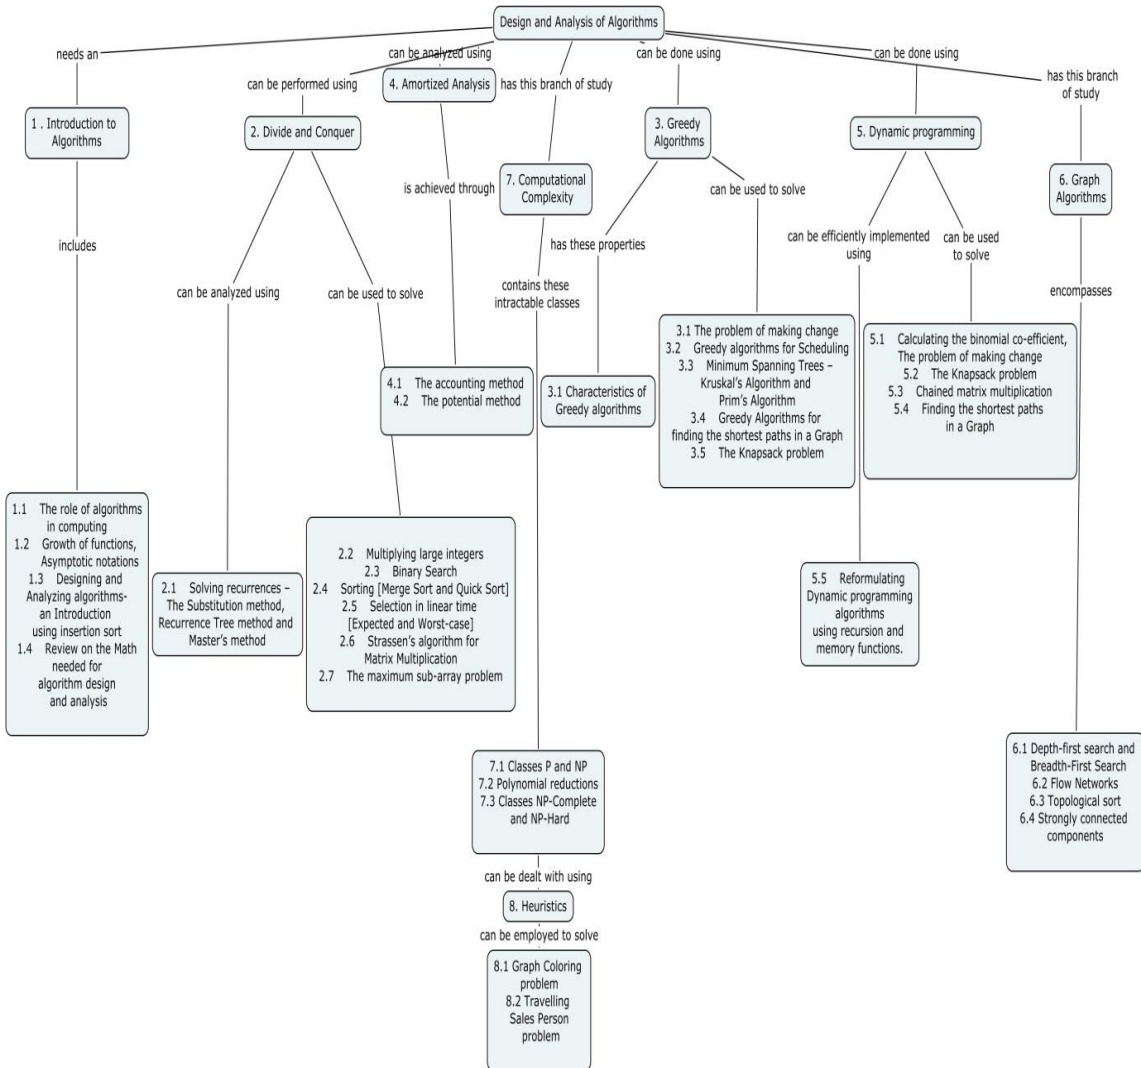 Design and Analysis of Algorithms
needs an
can be performed using
can be analyzed using
has this branch of study
can be done using
can be done using
has this branch
of study
1 . Introduction to
Algorithms
2. Divide and Conquer
4. Amortized Analysis
7. Computational
Complexity
3. Greedy
Algorithms
5. Dynamic programming
6. Graph
Algorithms
includes
can be analyzed using
can be used to solve
is achieved through
contains these
intractable classes
has these properties
can be used to solve
can be efficiently implemented
using
can be used
to solve
encompasses
1.1 The role of algorithms
in computing
1.2 Growth of functions,
Asymptotic notations
1.3 Designing and
Analyzing algorithms-
an Introduction
using insertion sort
1.4 Review on the Math
needed for
algorithm design
and analysis
2.1 Solving recurrences –
The Substitution method,
Recurrence Tree method and
Master's method
2.2 Multiplying large integers
2.3 Binary Search
2.4 Sorting [Merge Sort and Quick Sort]
2.5 Selection in linear time
[Expected and Worst-case]
2.6 Strassen's algorithm for
Matrix Multiplication
2.7 The maximum sub-array problem
4.1 The accounting method
4.2 The potential method
3.1 Characteristics of
Greedy algorithms
3.1 The problem of making change
3.2 Greedy algorithms for Scheduling
3.3 Minimum Spanning Trees –
Kruskal's Algorithm and
Prim's Algorithm
3.4 Greedy Algorithms for
finding the shortest paths in a Graph
3.5 The Knapsack problem
5.1 Calculating the binomial co-efficient,
The problem of making change
5.2 The Knapsack problem
5.3 Chained matrix multiplication
5.4 Finding the shortest paths
in a Graph
5.5 Reformulating
Dynamic programming
algorithms
using recursion and
memory functions.
6.1 Depth-first search and
Breadth-First Search
6.2 Flow Networks
6.3 Topological sort
6.4 Strongly connected
components
7.1 Classes P and NP
7.2 Polynomial reductions
7.3 Classes NP-Complete
and NP-Hard
can be dealt with using
8. Heuristics
can be employed to solve
8.1 Graph Coloring
problem
8.2 Travelling
Sales Person
problem